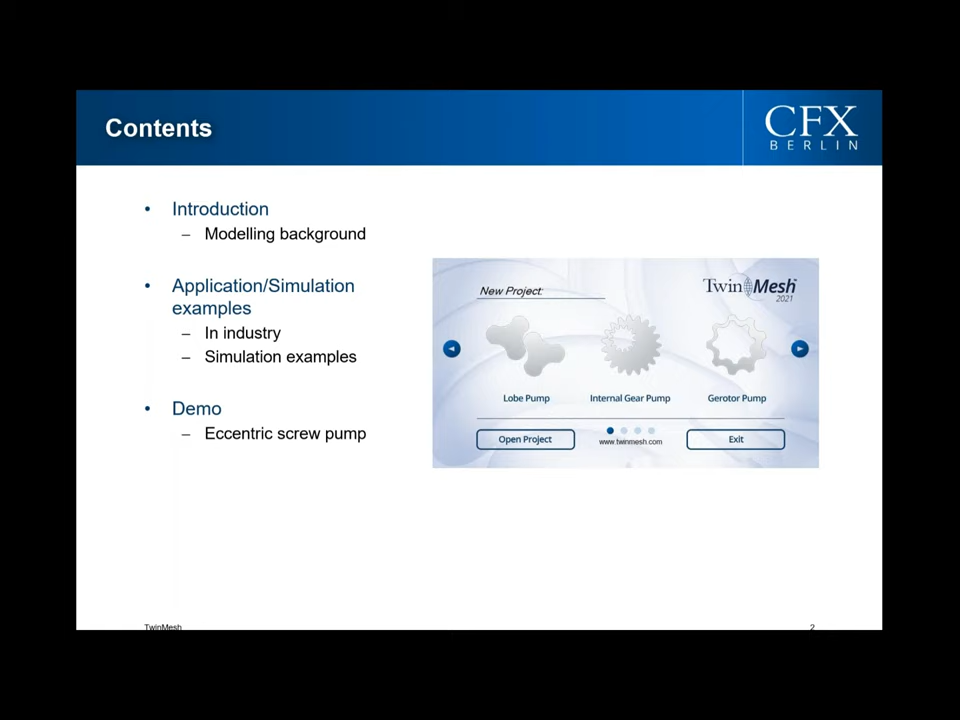 Contents
CFX
BERLIN
• Introduction
– Modelling background
• Application/Simulation
examples
– In industry
– Simulation examples
• Demo
– Eccentric screw pump
New Project:
TwinMesh™
2021
Lobe Pump
Internal Gear Pump
Gerotor Pump
Open Project
www.twinmesh.com
Exit
TwinMesh
2